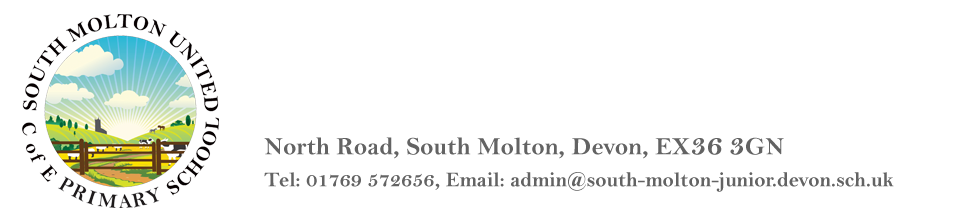 SOUTH MOLTON UNITED
C of E PRIMARY SCHOOL
North Road, South Molton, Devon, EX36 3GN
Tel: 01769 572656, Email: admin@south-molton-junior.devon.sch.uk